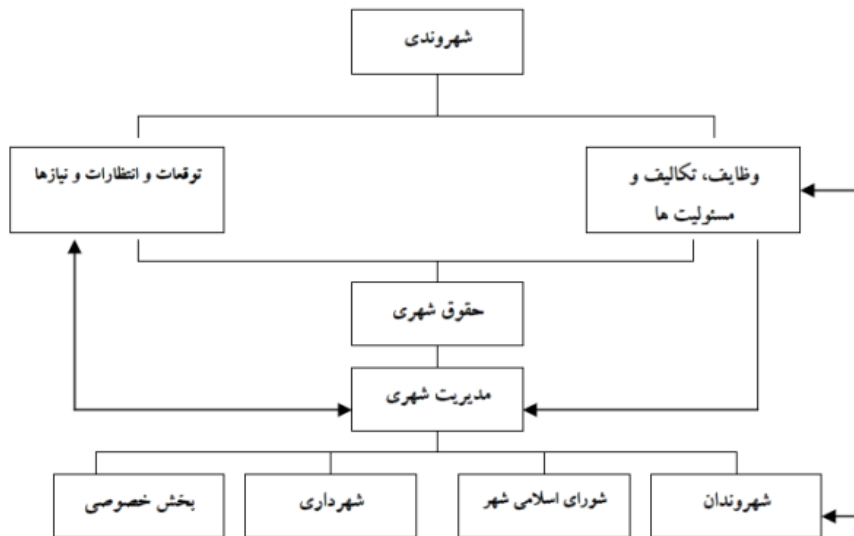 شهروندی
وظایف، تکالیف و
مسئولیت ها
توقعات و انتظارات و نیازها
حقوق شهری
مدیریت شهری
شهروندان
شورای اسلامی شهر
شهرداری
بخش خصوصی